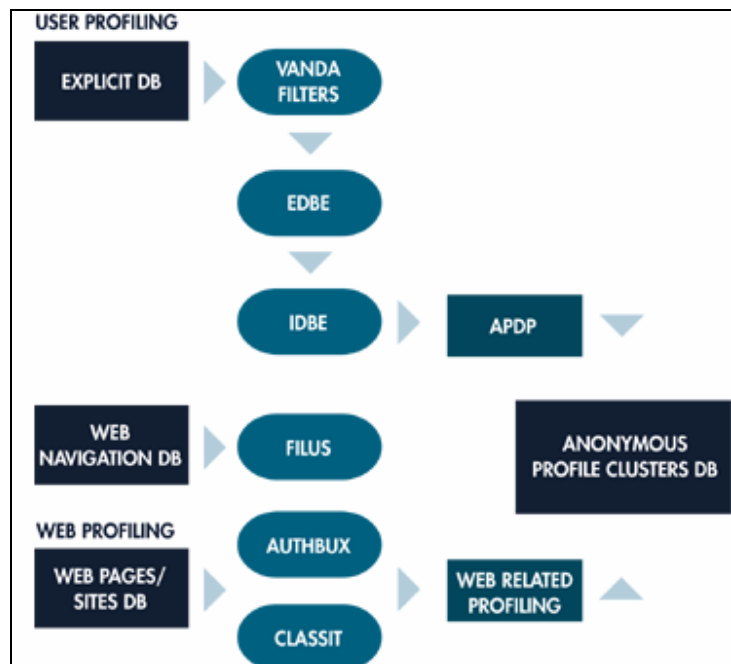 USER PROFILING
EXPLICIT DB
VANDA
FILTERS
EDBE
IDBE
APDP
WEB
NAVIGATION DB
FILUS
ANONYMOUS
PROFILE CLUSTERS DB
WEB PROFILING
WEB PAGES/
SITES DB
AUTHBUX
CLASSIT
WEB RELATED
PROFILING